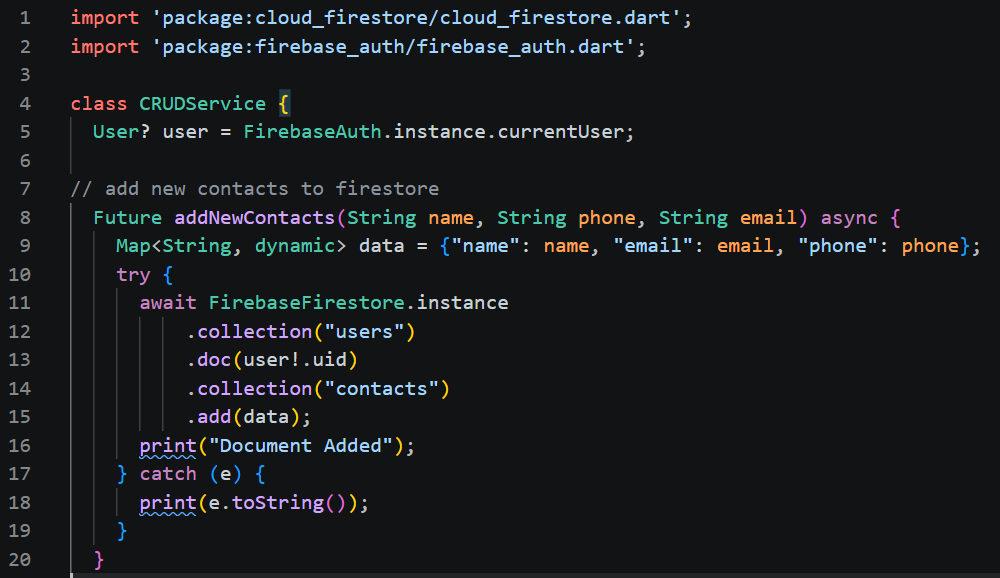 1 import 'package:cloud_firestore/cloud_firestore.dart';
2 import 'package:firebase_auth/firebase_auth.dart';
3
4 class CRUDService {
5   User? user = FirebaseAuth.instance.currentUser;
6
7 // add new contacts to firestore
8   Future addNewContacts(String name, String phone, String email) async {
9     Map<String, dynamic> data = {"name": name, "email": email, "phone": phone};
10     try {
11       await FirebaseFirestore.instance
12           .collection("users")
13           .doc(user!.uid)
14           .collection("contacts")
15           .add(data);
16       print("Document Added");
17     } catch (e) {
18       print(e.toString());
19     }
20   }